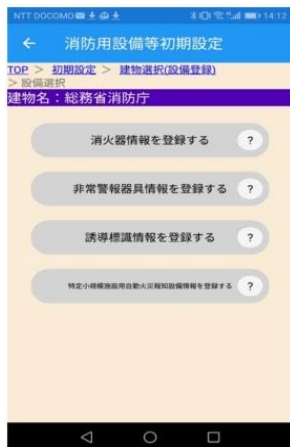 NTT DOCOMO 14:12
← 消防用設備等初期設定
TOP > 初期設定 > 建物選択(設備登録)
> 設備選択
建物名：総務省消防庁
消火器情報を登録する ?
非常警報器具情報を登録する ?
誘導標識情報を登録する ?
特定小規模施設用自動火災報知設備情報を登録する ?